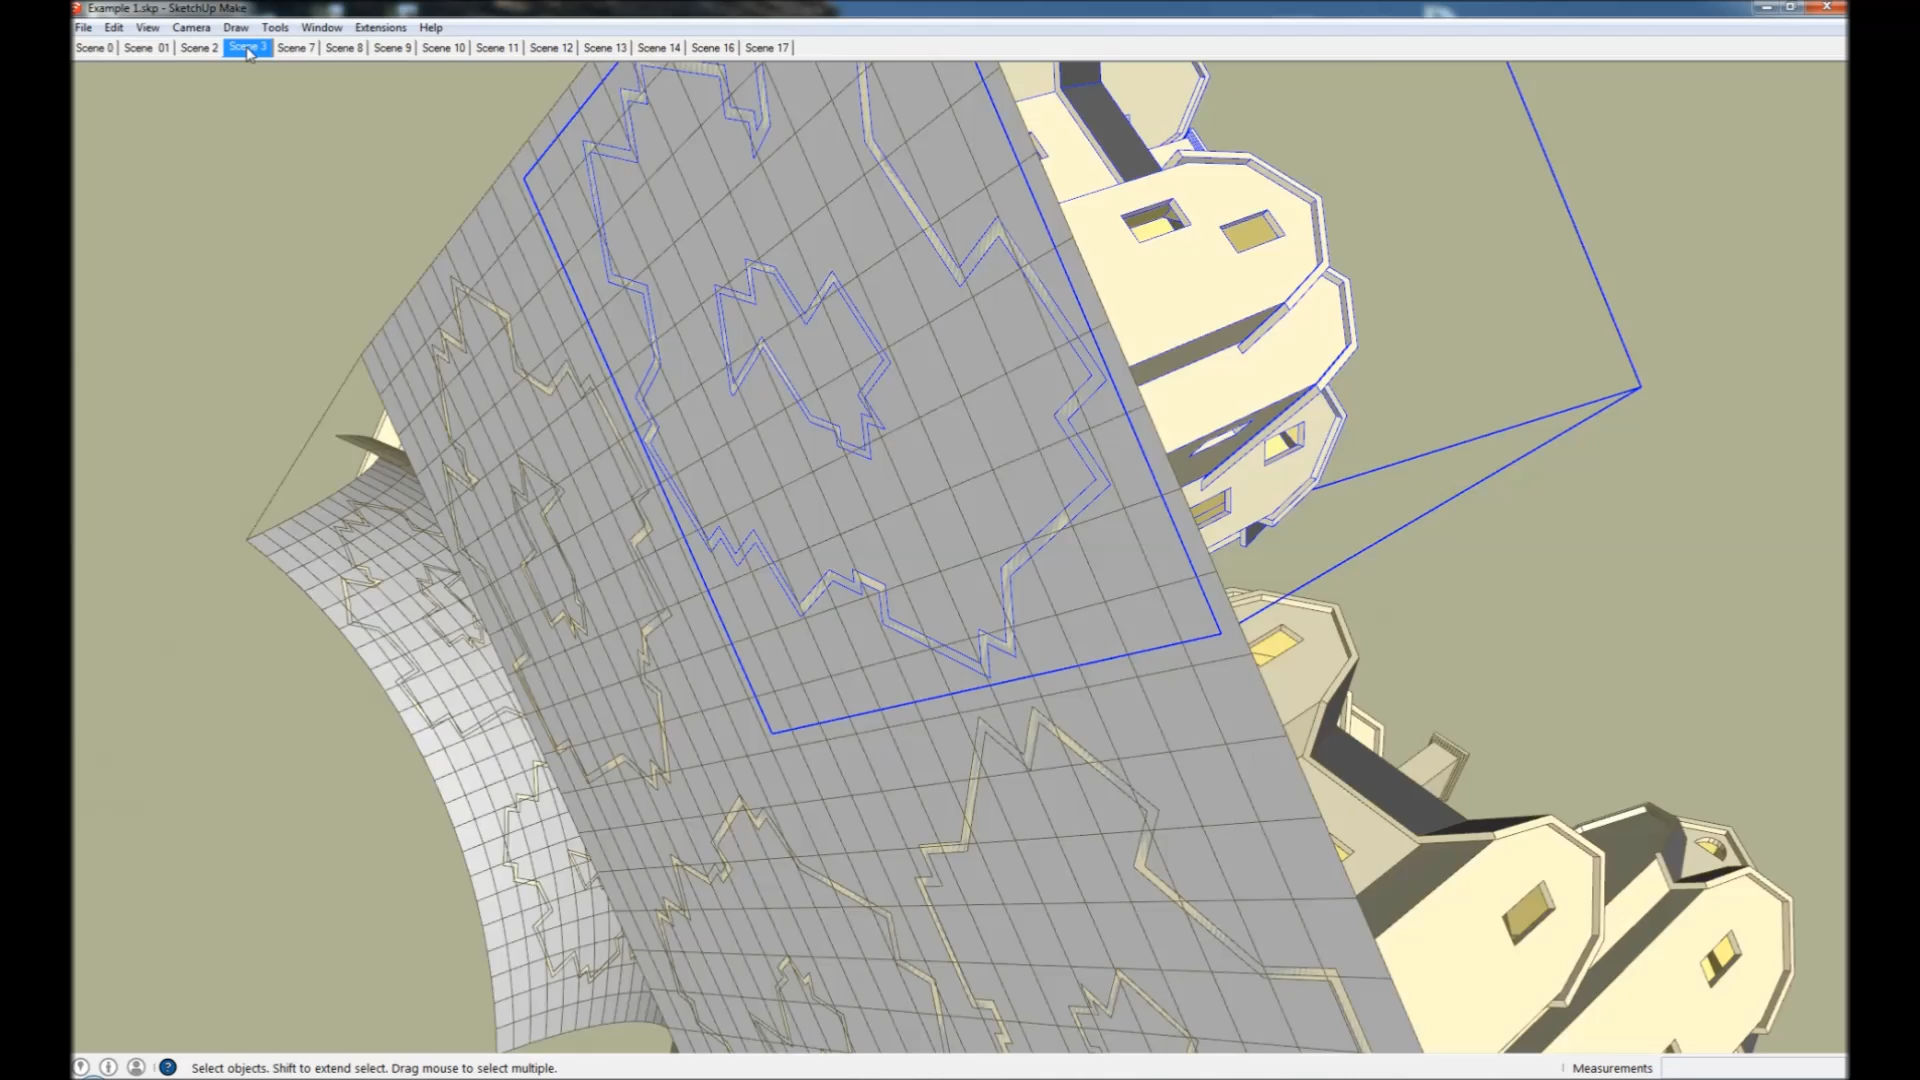 Example 1.skp - SketchUp Make
File Edit View Camera Draw Tools Window Extensions Help
Scene 0 Scene 01 Scene 2 Scene 3 Scene 7 Scene 8 Scene 9 Scene 10 Scene 11 Scene 12 Scene 13 Scene 14 Scene 16 Scene 17
Select objects. Shift to extend select. Drag mouse to select multiple. Measurements